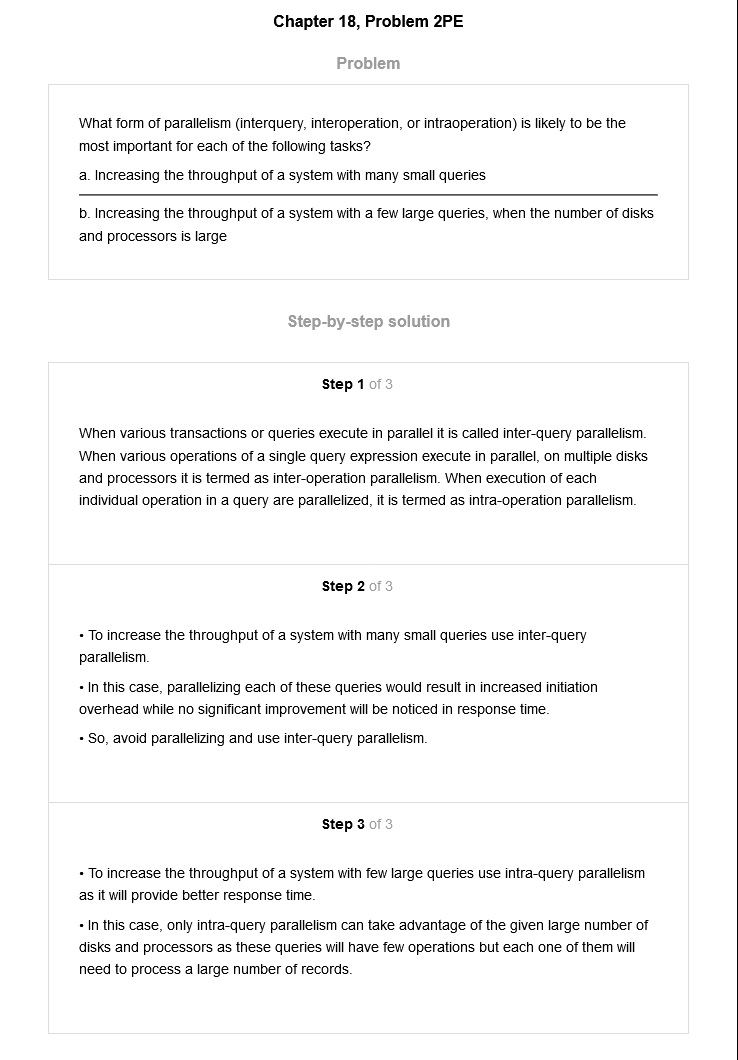 Chapter 18, Problem 2PE
Problem
What form of parallelism (interquery, interoperation, or intraoperation) is likely to be the
most important for each of the following tasks?
a. Increasing the throughput of a system with many small queries
b. Increasing the throughput of a system with a few large queries, when the number of disks
and processors is large
Step-by-step solution
Step 1 of 3
When various transactions or queries execute in parallel it is called inter-query parallelism.
When various operations of a single query expression execute in parallel, on multiple disks
and processors it is termed as inter-operation parallelism. When execution of each
individual operation in a query are parallelized, it is termed as intra-operation parallelism.
Step 2 of 3
• To increase the throughput of a system with many small queries use inter-query
parallelism.
• In this case, parallelizing each of these queries would result in increased initiation
overhead while no significant improvement will be noticed in response time.
• So, avoid parallelizing and use inter-query parallelism.
Step 3 of 3
• To increase the throughput of a system with few large queries use intra-query parallelism
as it will provide better response time.
• In this case, only intra-query parallelism can take advantage of the given large number of
disks and processors as these queries will have few operations but each one of them will
need to process a large number of records.